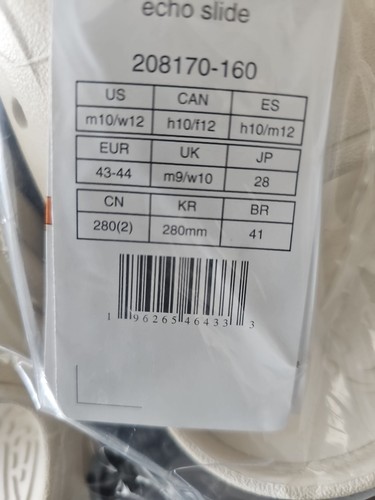 echo slide
208170-160
US CAN ES
m10/w12 h10/f12 h10/m12
EUR UK JP
43-44 m9/w10 28
CN KR BR
280(2) 280mm 41
1 96265 46433 3